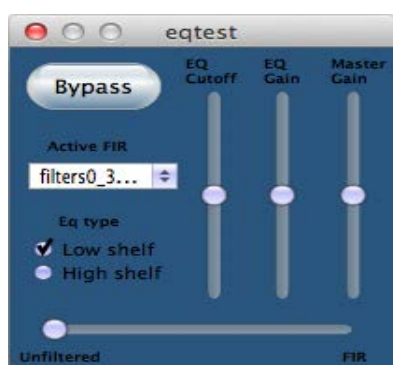 eqtest
Bypass
EQ Cutoff
EQ Gain
Master Gain
Active FIR
filters0_3...
Eq type
Low shelf
High shelf
Unfiltered
FIR